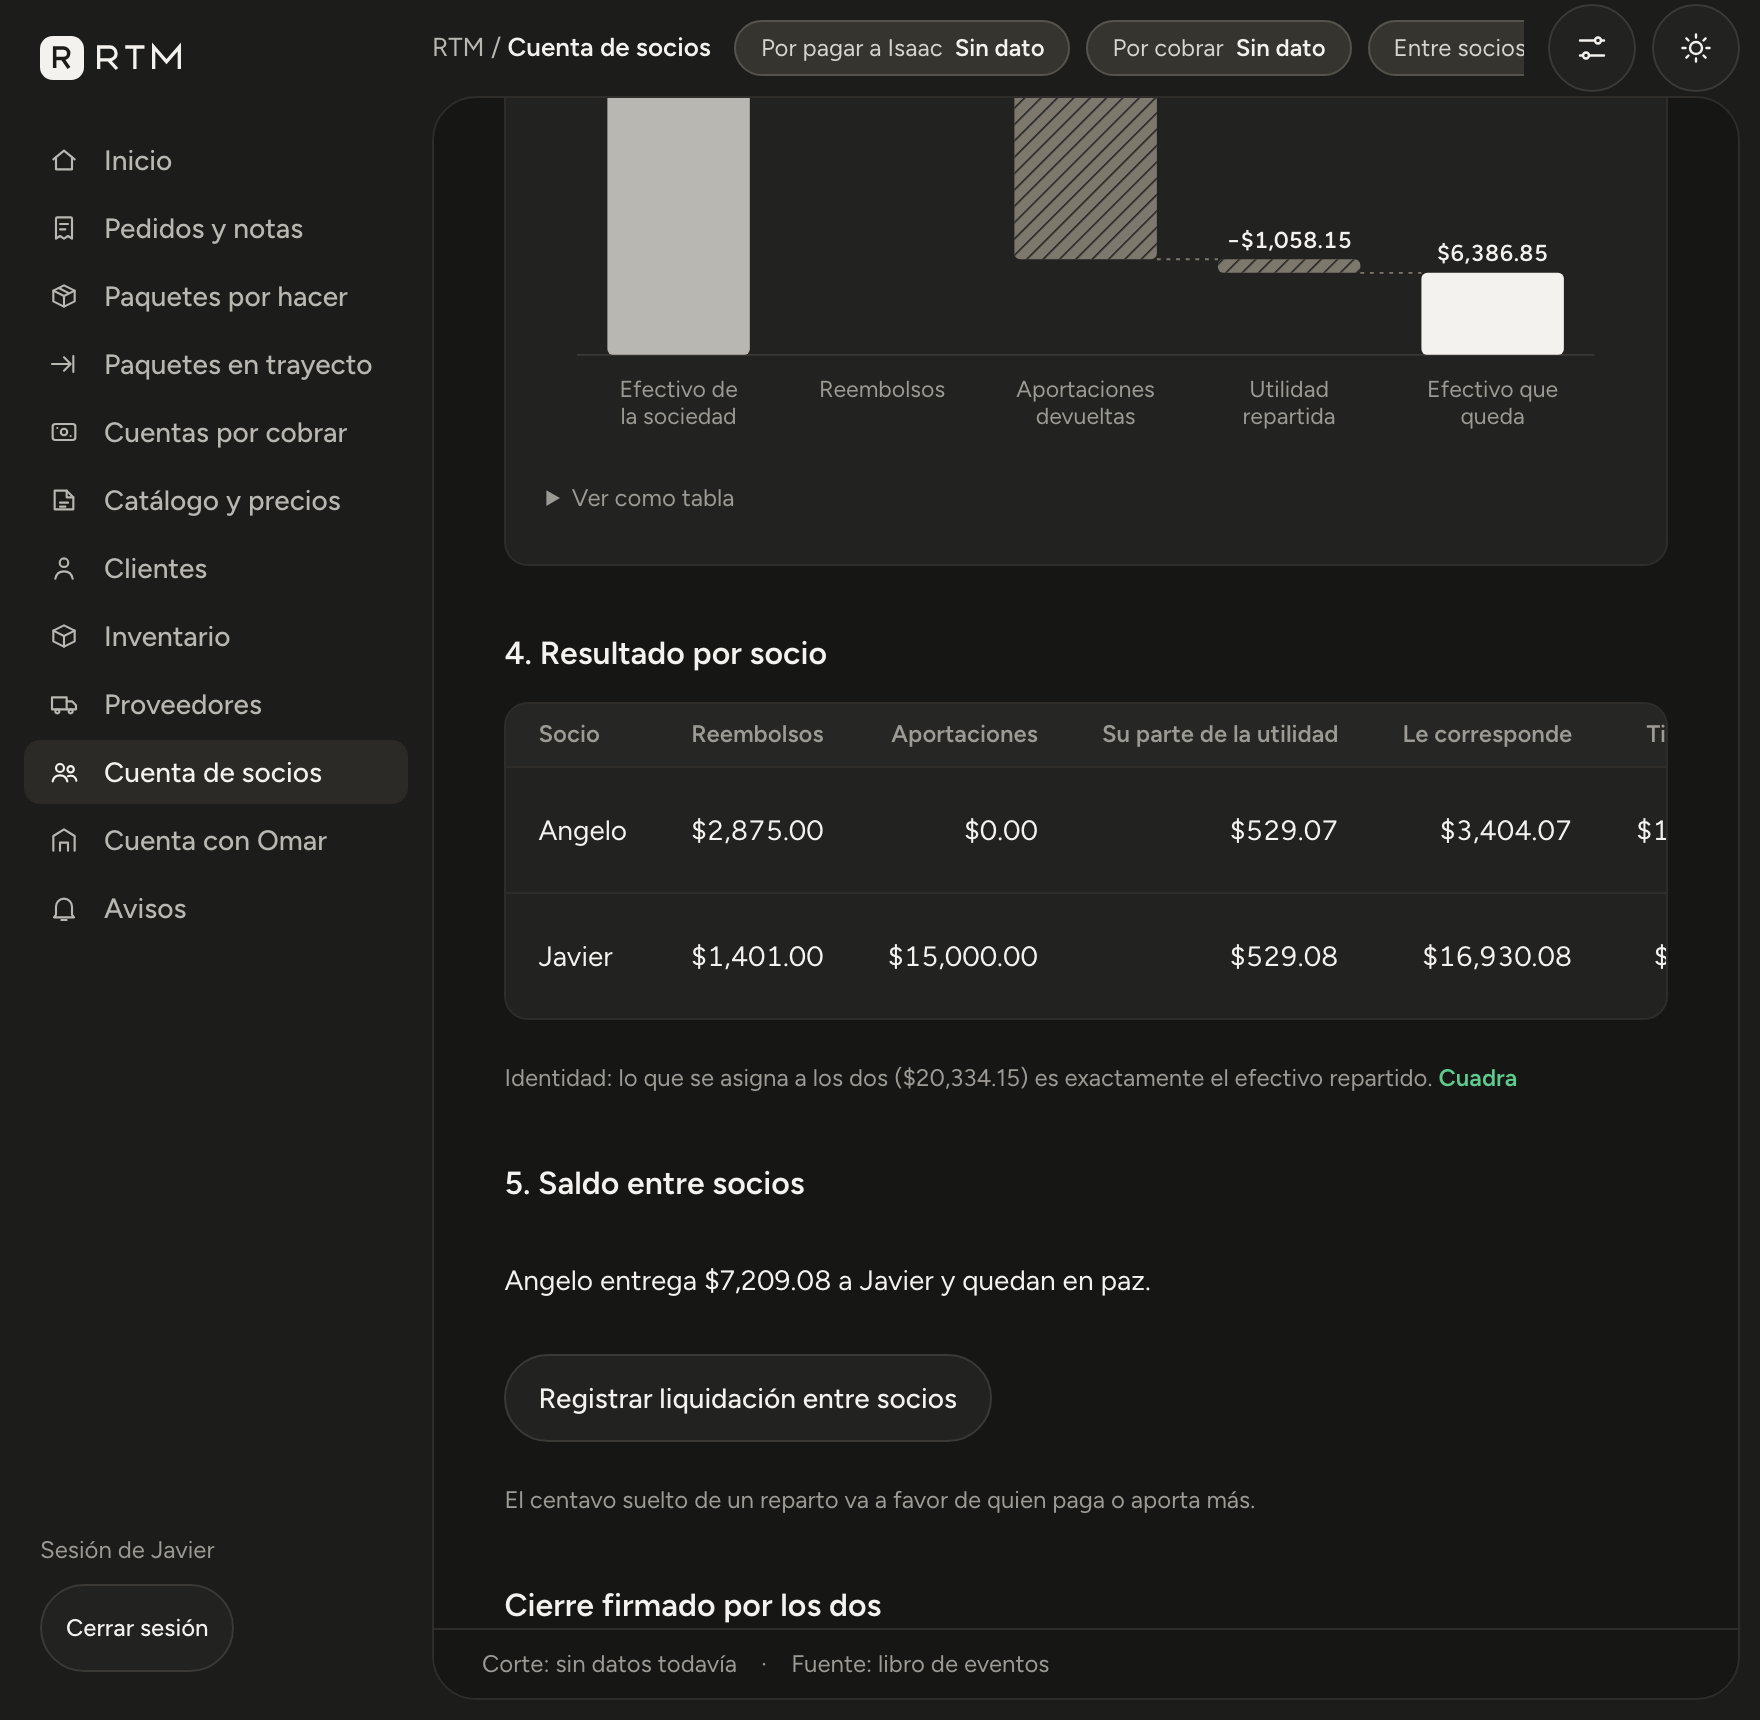 R RTM
Inicio
Pedidos y notas
Paquetes por hacer
Paquetes en trayecto
Cuentas por cobrar
Catálogo y precios
Clientes
Inventario
Proveedores
Cuenta de socios
Cuenta con Omar
Avisos
Sesión de Javier
Cerrar sesión
RTM / Cuenta de socios
Por pagar a Isaac Sin dato
Por cobrar Sin dato
Entre socios
-$1,058.15
$6,386.85
Efectivo de
la sociedad
Reembolsos
Aportaciones
devueltas
Utilidad
repartida
Efectivo que
queda
▶ Ver como tabla
4. Resultado por socio
Socio Reembolsos Aportaciones Su parte de la utilidad Le corresponde Ti
Angelo $2,875.00 $0.00 $529.07 $3,404.07 $1
Javier $1,401.00 $15,000.00 $529.08 $16,930.08 $
Identidad: lo que se asigna a los dos ($20,334.15) es exactamente el efectivo repartido. Cuadra
5. Saldo entre socios
Angelo entrega $7,209.08 a Javier y quedan en paz.
Registrar liquidación entre socios
El centavo suelto de un reparto va a favor de quien paga o aporta más.
Cierre firmado por los dos
Corte: sin datos todavía · Fuente: libro de eventos